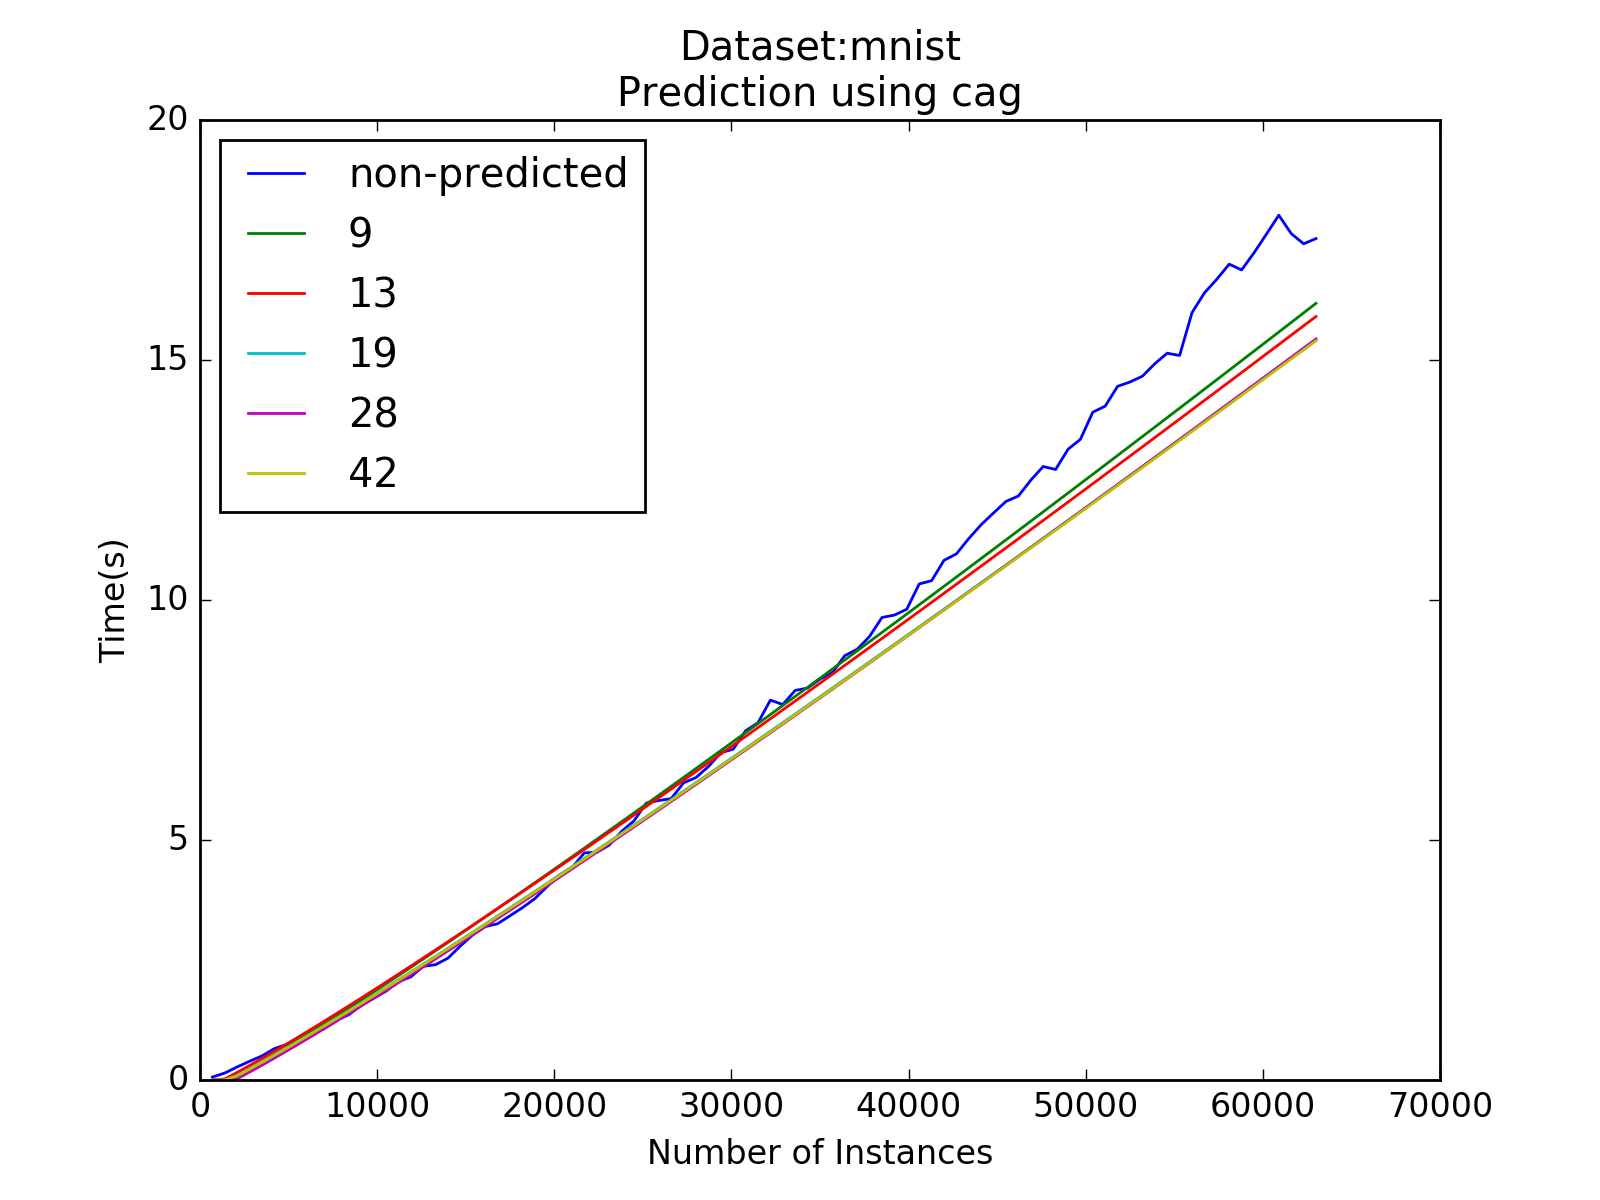 Dataset:mnist
Prediction using cag
20
15
10
5
0
Time(s)
non-predicted
9
13
19
28
42
0 10000 20000 30000 40000 50000 60000 70000
Number of Instances